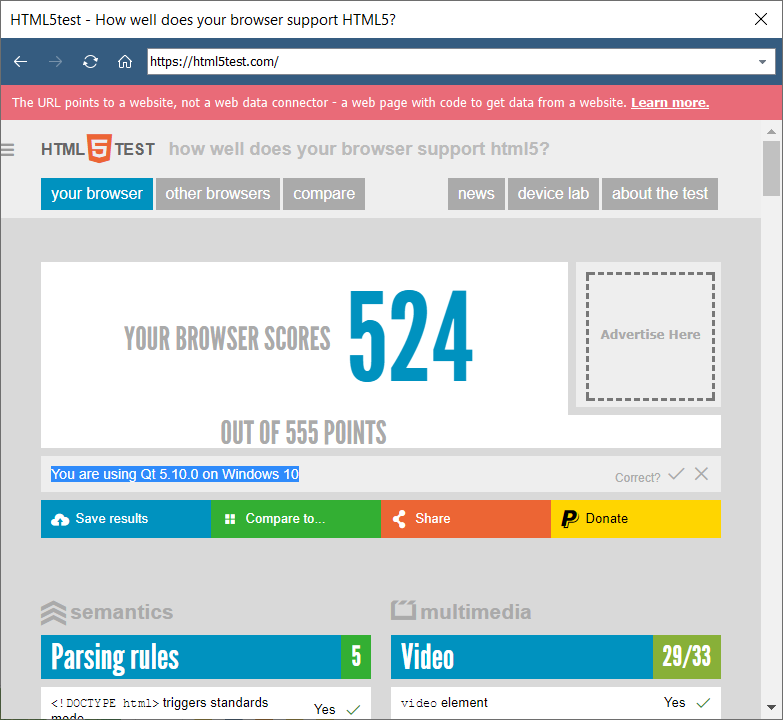 HTML5test - How well does your browser support HTML5?
https://html5test.com/
The URL points to a website, not a web data connector - a web page with code to get data from a website. Learn more.
HTML 5 TEST how well does your browser support html5?
your browser other browsers compare news device lab about the test
YOUR BROWSER SCORES 524
OUT OF 555 POINTS
Advertise Here
You are using Qt 5.10.0 on Windows 10 Correct?
Save results Compare to... Share Donate
semantics multimedia
Parsing rules 5 Video 29/33
<!DOCTYPE html> triggers standards Yes video element Yes
mode